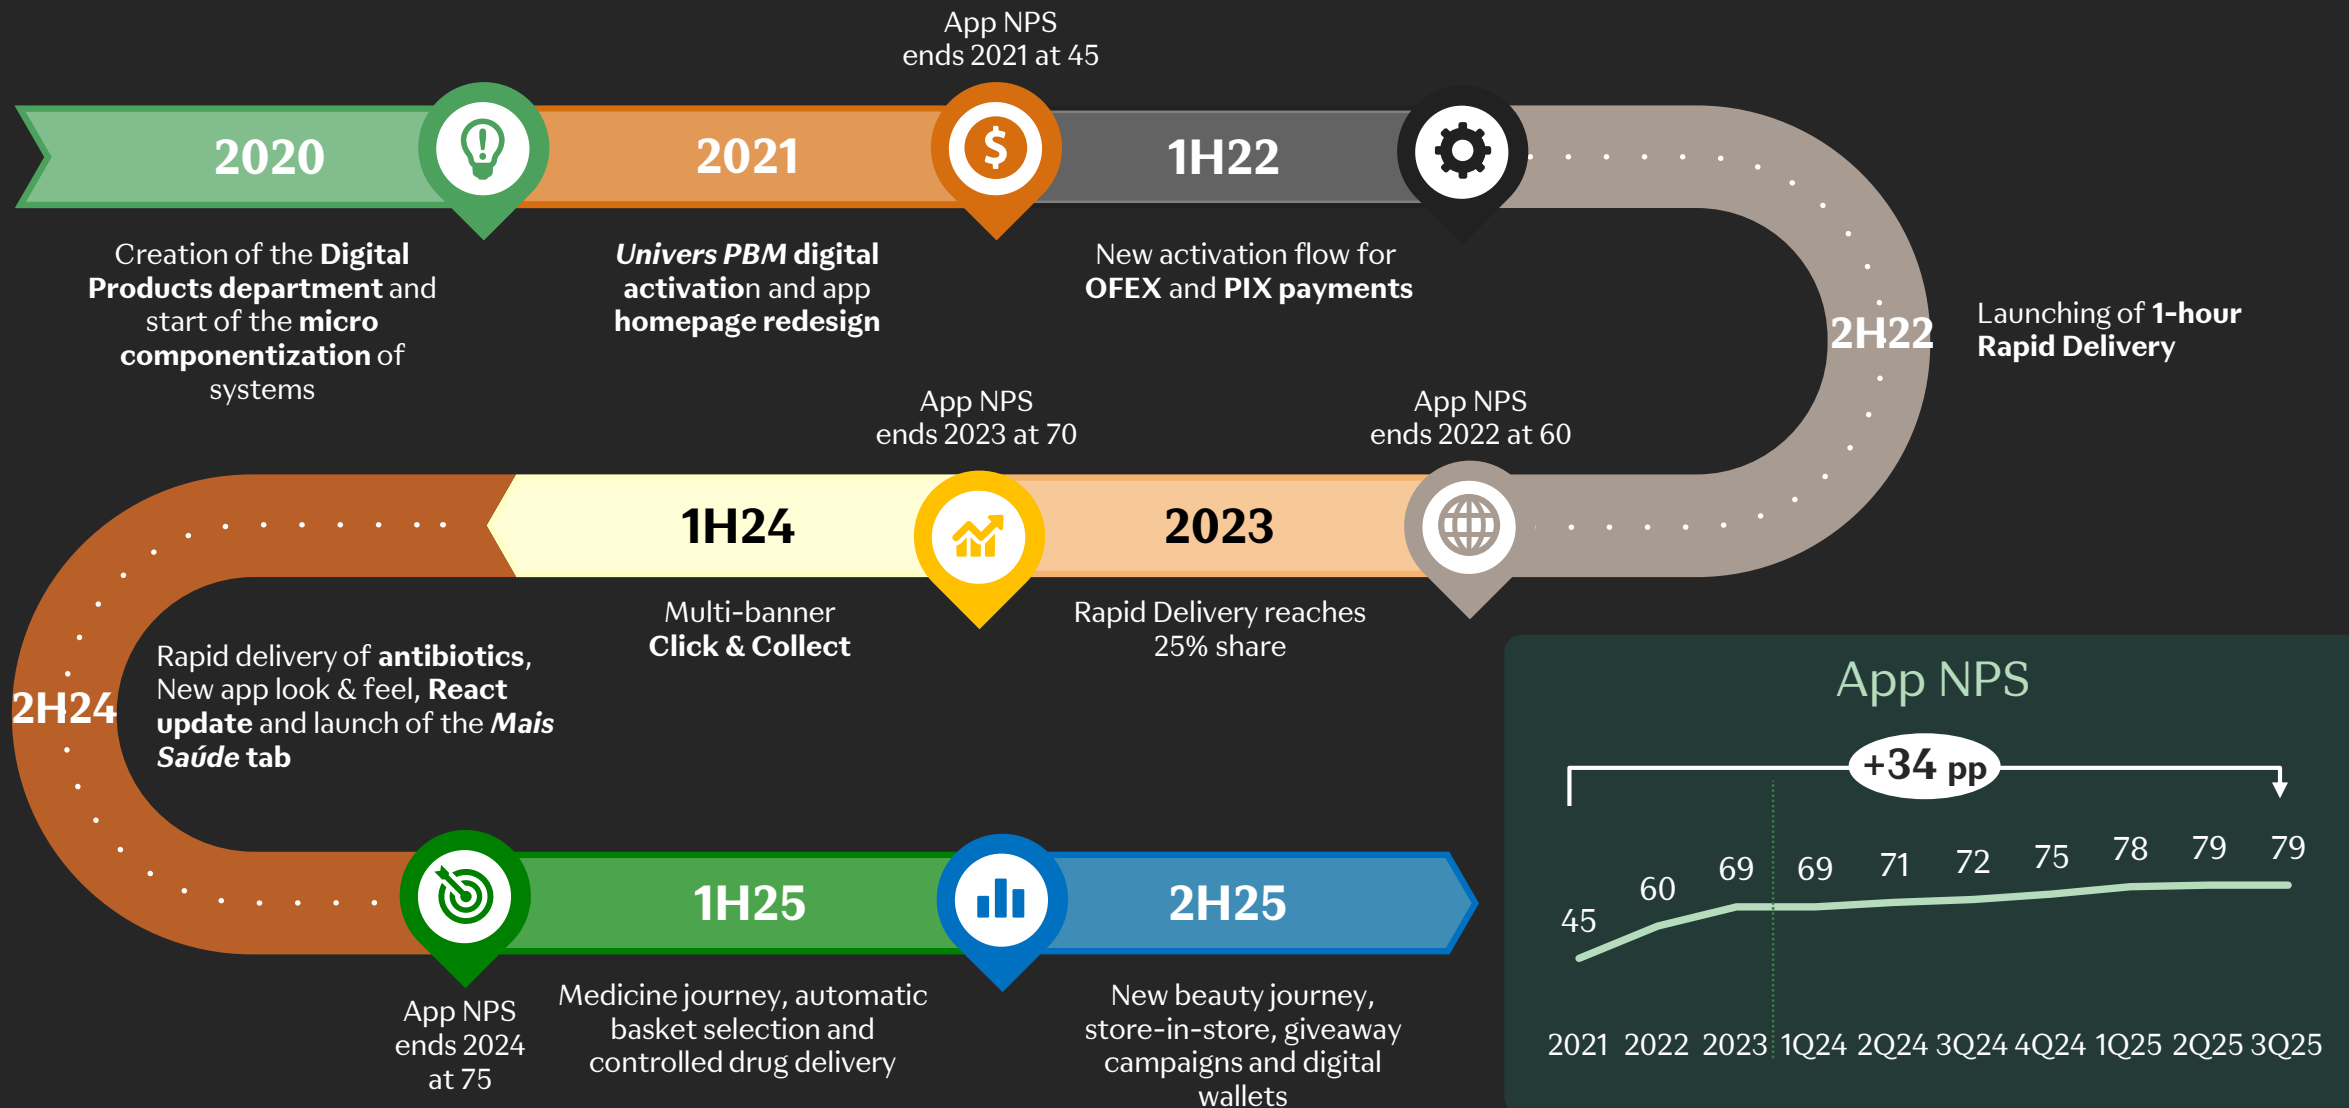 App NPS
ends 2021 at 45
2020
2021
1H22
Creation of the Digital
Products department and
start of the micro
componentization of
systems
Univers PBM digital
activation and app
homepage redesign
New activation flow for
OFEX and PIX payments
2H22
Launching of 1-hour
Rapid Delivery
App NPS
ends 2022 at 60
App NPS
ends 2023 at 70
2023
1H24
Rapid Delivery reaches
25% share
Multi-banner
Click & Collect
2H24
Rapid delivery of antibiotics,
New app look & feel, React
update and launch of the Mais
Saúde tab
App NPS
ends 2024
at 75
1H25
2H25
Medicine journey, automatic
basket selection and
controlled drug delivery
New beauty journey,
store-in-store, giveaway
campaigns and digital
wallets
App NPS
+34 pp
45 60 69 69 71 72 75 78 79 79
2021 2022 2023 1Q24 2Q24 3Q24 4Q24 1Q25 2Q25 3Q25